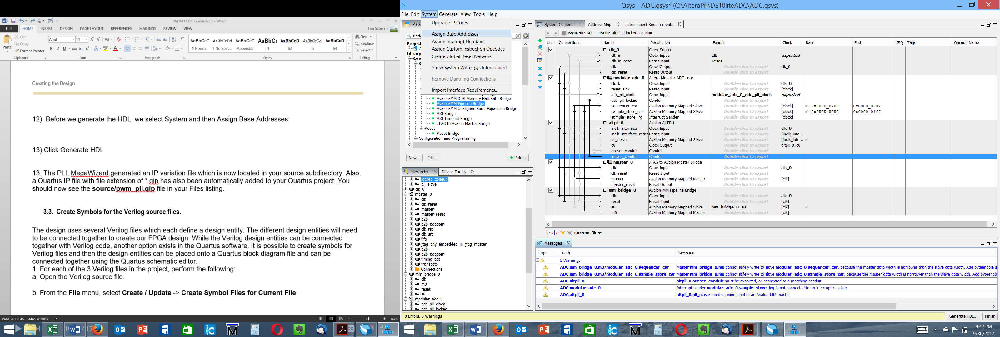 Prj1M1ADC_Guide.docx - Word
FILE HOME INSERT DESIGN PAGE LAYOUT REFERENCES MAILINGS REVIEW VIEW
Tim Scherr
Cut
Copy
Format Painter
Paste
Clipboard
Arial 11
Font
Paragraph
AaBbCcC AaBbCcDd AaBbCcC AaBbCc AaBbCcD AaBbCcDd AaBbCcD
¶ Normal ¶ No Spac... Appendix h1 h2 h3 h4
Styles
Find
Replace
Select
Editing
Creating the Design
12) Before we generate the HDL, we select System and then Assign Base Addresses:
13) Click Generate HDL
13. The PLL MegaWizard generated an IP variation file which is now located in your source subdirectory. Also,
a Quartus IP file with file extension of *.qip has also been automatically added to your Quartus project. You
should now see the source/pwm_pll.qip file in your Files listing.
3.3. Create Symbols for the Verilog source files.
The design uses several Verilog files which each define a design entity. The different design entities will need
to be connected together to create our FPGA design. While the Verilog design entities can be connected
together with Verilog code, another option exists in the Quartus software. It is possible to create symbols for
Verilog files and then the design entities can be placed onto a Quartus block diagram file and can be
connected together using the Quartus schematic editor.
1. For each of the 3 Verilog files in the project, perform the following:
a. Open the Verilog source file.
b. From the File menu, select Create / Update -> Create Symbol Files for Current File
PAGE 20 OF 46 4445 WORDS
147%
Qsys - ADC.qsys* (C:\AlteraPrj\DE10liteADC\ADC.qsys)
File Edit System Generate View Tools Help
Upgrade IP Cores...
Assign Base Addresses
Assign Interrupt Numbers
Assign Custom Instruction Opcodes
Create Global Reset Network
Show System With Qsys Interconnect
Remove Dangling Connections
Import Interface Requirements...
IP Ca
Brid
Project
Library
Basic
Avalon-MM DDR Memory Half Rate Bridge
Avalon-MM Pipeline Bridge
Avalon-MM Unaligned Burst Expansion Bridge
AXI Bridge
AXI Timeout Bridge
JTAG to Avalon Master Bridge
Reset
Reset Bridge
Configuration and Programming
New... Edit... Add...
Hierarchy Device Family
locked_conduit
pll_slave
clk_0
master_0
clk
clk_reset
master
master_reset
b2p
b2p_adapter
clk_rst
clk_src
fifo
jtag_phy_embedded_in_jtag_master
p2b
p2b_adapter
timing_adt
transacto
Connections
mm_bridge_0
clk
m0
reset
s0
modular_adc_0
adc_pll_clock
adc_pll_locked
System Contents Address Map Interconnect Requirements
System: ADC Path: altpll_0.locked_conduit
Use Connections Name Description Export Clock Base End IRQ Tags Opcode Name
clk_0 Clock Source
clk_in Clock Input clk exported
clk_in_reset Reset Input reset
clk Clock Output Double-click to export clk_0
clk_reset Reset Output Double-click to export
modular_adc_0 Altera Modular ADC core
clock Clock Input Double-click to export clk_0
reset_sink Reset Input Double-click to export [clock]
adc_pll_clock Clock Input modular_adc_0_adc_pll_clock exported
adc_pll_locked Conduit Double-click to export
sequencer_csr Avalon Memory Mapped Slave Double-click to export [clock] 0x0000_0200 0x0000_0207
sample_store_csr Avalon Memory Mapped Slave Double-click to export [clock] 0x0000_0000 0x0000_01ff
sample_store_irq Interrupt Sender Double-click to export [clock]
altpll_0 Avalon ALTPLL
inclk_interface Clock Input Double-click to export clk_0
inclk_interface_reset Reset Input Double-click to export [inclk_inte...
pll_slave Avalon Memory Mapped Slave Double-click to export [inclk_inte...
c0 Clock Output Double-click to export altpll_0_c0
areset_conduit Conduit Double-click to export
locked_conduit Conduit Double-click to export
master_0 JTAG to Avalon Master Bridge
clk Clock Input Double-click to export clk_0
clk_reset Reset Input Double-click to export
master Avalon Memory Mapped Master Double-click to export [clk]
master_reset Reset Output Double-click to export
mm_bridge_0 Avalon-MM Pipeline Bridge
clk Clock Input Double-click to export clk_0
reset Reset Input Double-click to export [clk]
s0 Avalon Memory Mapped Slave mm_bridge_0_s0 [clk]
m0 Avalon Memory Mapped Master Double-click to export [clk]
Current filter:
Messages
Type Path Message
5 Warnings
ADC.mm_bridge_0.m0/modular_adc_0.sequencer_csr Master mm_bridge_0.m0 cannot safely write to slave modular_adc_0.sequencer_csr, because the master data width is narrower than the slave data width. Add byteenable s
ADC.mm_bridge_0.m0/modular_adc_0.sample_store_csr Master mm_bridge_0.m0 cannot safely write to slave modular_adc_0.sample_store_csr, because the master data width is narrower than the slave data width. Add byteenab
ADC.altpll_0 altpll_0.areset_conduit must be exported, or connected to a matching conduit.
ADC.modular_adc_0 Interrupt sender modular_adc_0.sample_store_irq is not connected to an interrupt receiver
ADC.altpll_0 altpll_0.pll_slave must be connected to an Avalon-MM master
0 Errors, 5 Warnings
Generate HDL... Finish
9:42 PM
9/30/2017